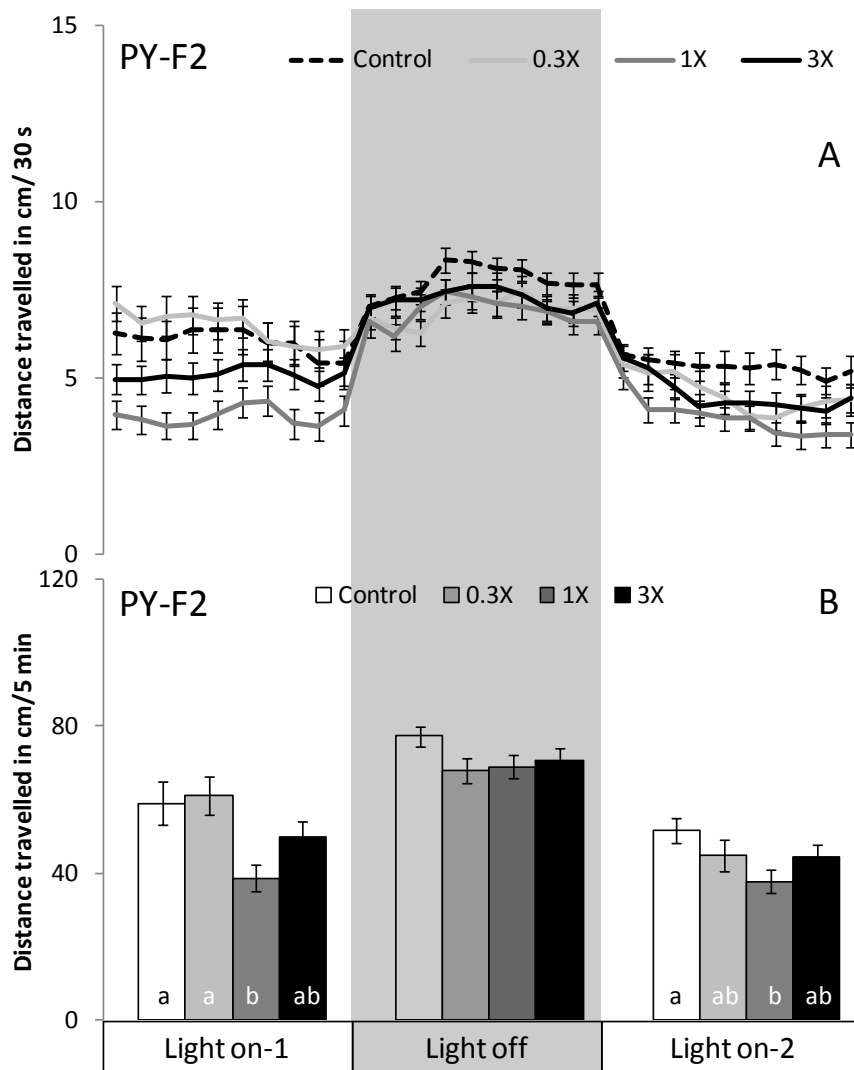 15
PY-F2
Control 0.3X 1X 3X
A
10
5
0
Distance travelled in cm/ 30 s
120
PY-F2
Control 0.3X 1X 3X
B
80
40
0
Distance travelled in cm/5 min
a a b ab
a ab b ab
Light on-1 Light off Light on-2